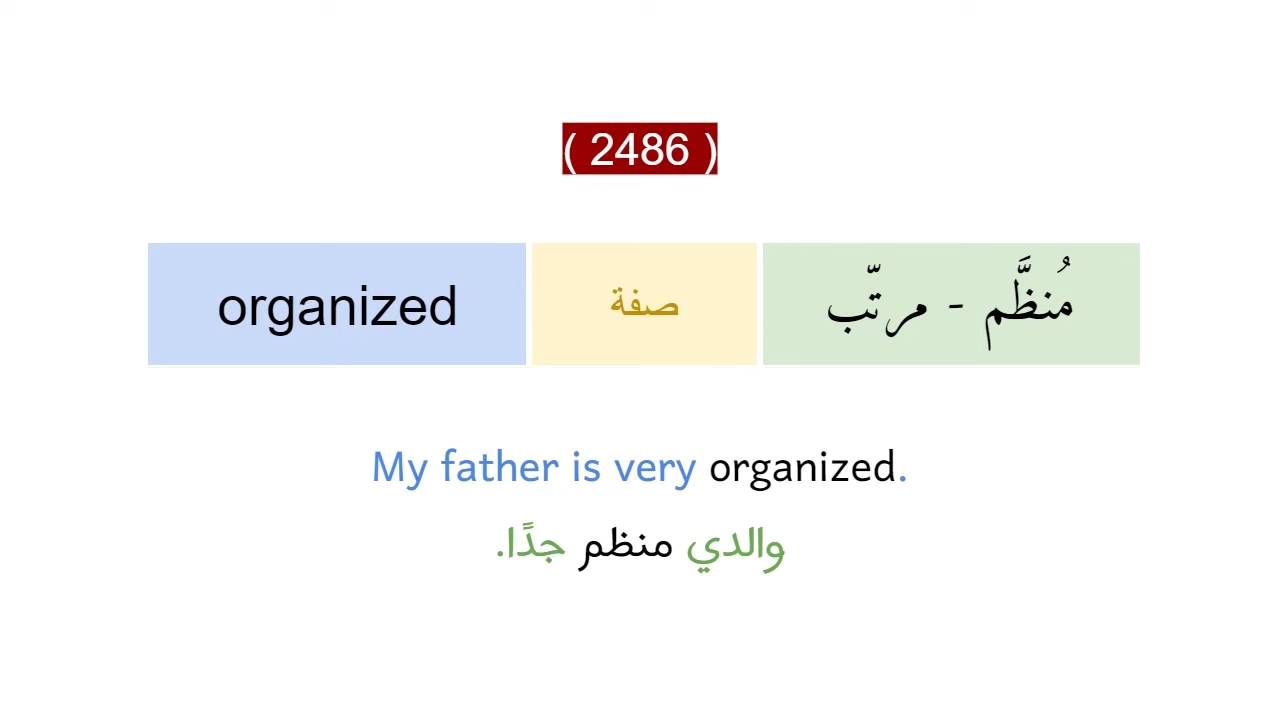 ( 2486 )
organized
صفة
مُنظَّم - مرتّب
My father is very organized.
والدي منظم جدًا.